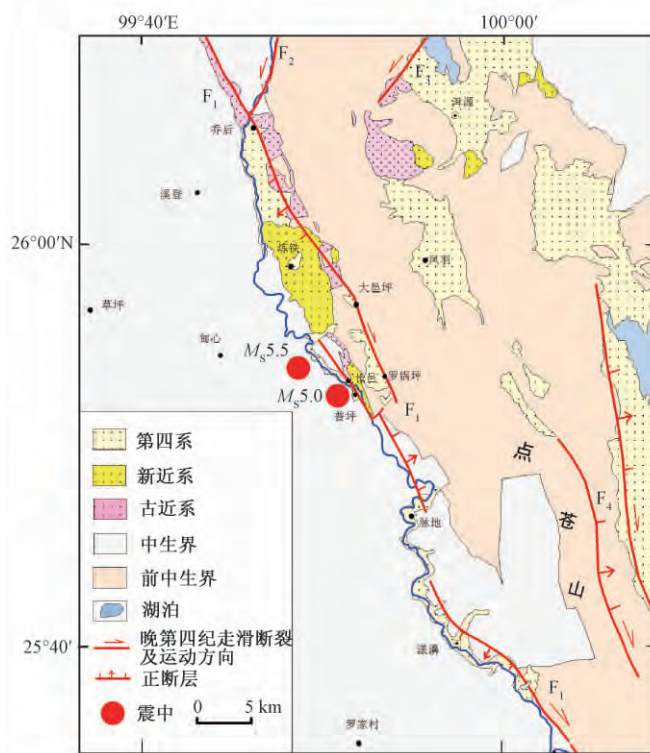 99°40′
100°00′
F₂
F₁
F₃
洱源
乔后
溪登
26°00′N
炼铁
凤羽
大邑坪
草坪
甸心
Mₛ5.5
罗锅坪
Mₛ5.0
普坪
F₁
第四系
新近系
古近系
中生界
前中生界
湖泊
晚第四纪走滑断裂
及运动方向
正断层
震中
0 5 km
点
苍
山
F₄
脉地
25°40′
漾濞
F₁
罗家村